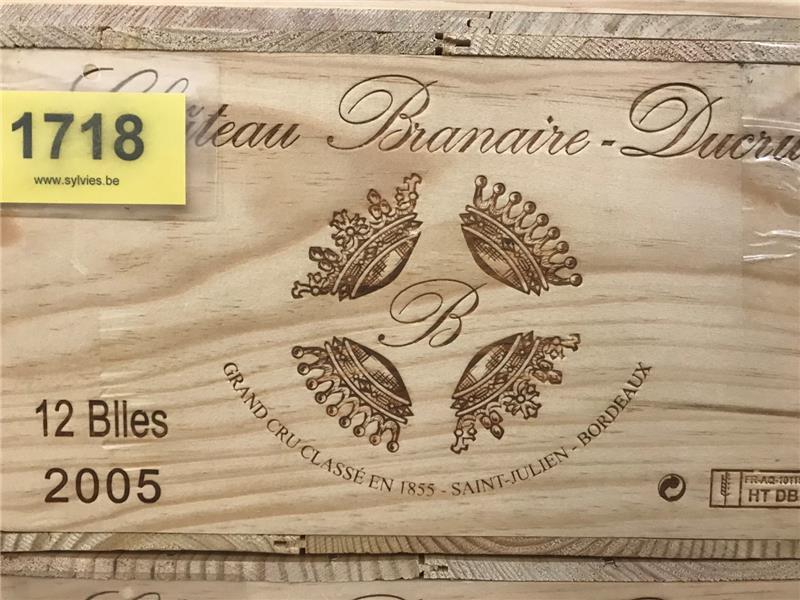 1718
www.sylvies.be
Château Branaire-Ducru
B
GRAND CRU CLASSÉ EN 1855 - SAINT-JULIEN - BORDEAUX
12 Blles
2005
HT DB